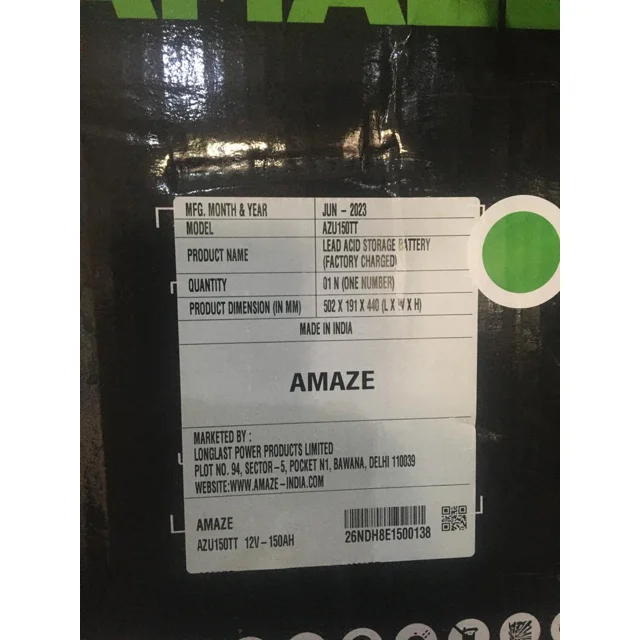 MFG. MONTH & YEAR JUN - 2023
MODEL AZU150TT
PRODUCT NAME LEAD ACID STORAGE BATTERY
(FACTORY CHARGED)
QUANTITY 01 N (ONE NUMBER)
PRODUCT DIMENSION (IN MM) 502 X 191 X 440 (L X W X H)
MADE IN INDIA
AMAZE
MARKETED BY :
LONGLAST POWER PRODUCTS LIMITED
PLOT NO. 94, SECTOR-5, POCKET N1, BAWANA, DELHI 110039
WEBSITE:WWW.AMAZE-INDIA.COM
AMAZE
AZU150TT 12V-150AH
26NDH8E1500138